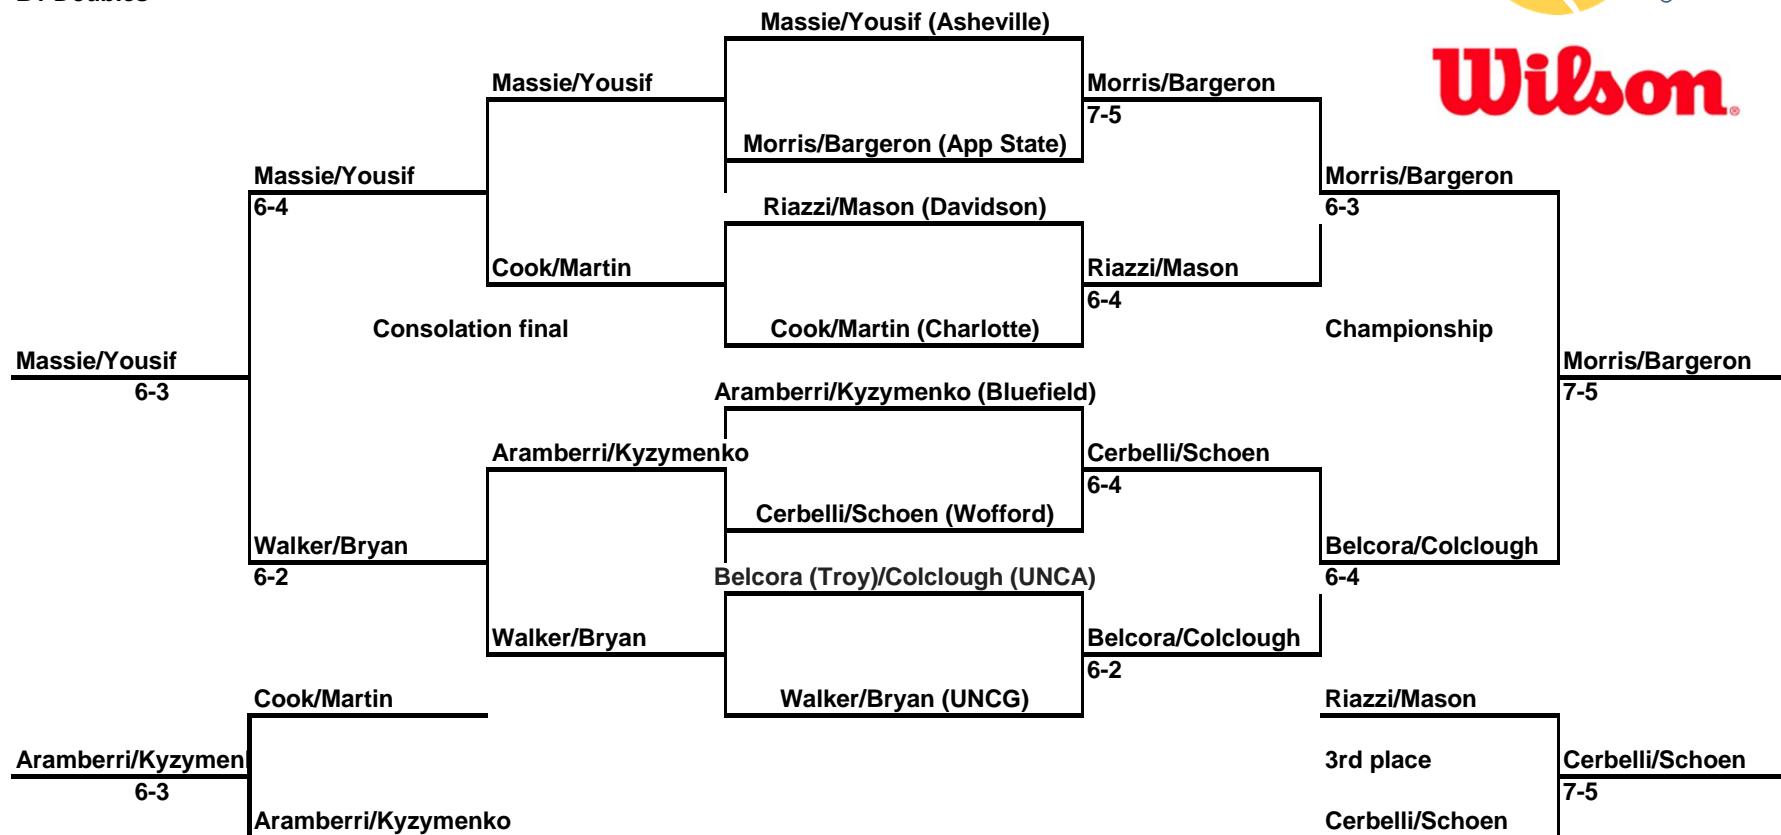 Massie/Yousif (Asheville)
Wilson
Massie/Yousif
Morris/Bargeron
7-5
Morris/Bargeron (App State)
Massie/Yousif
Morris/Bargeron
6-4
Riazzi/Mason (Davidson)
6-3
Cook/Martin
Riazzi/Mason
6-4
Consolation final
Cook/Martin (Charlotte)
Championship
Massie/Yousif
Morris/Bargeron
6-3
7-5
Aramberri/Kyzymenko (Bluefield)
Aramberri/Kyzymenko
Cerbelli/Schoen
6-4
Cerbelli/Schoen (Wofford)
Walker/Bryan
Belcora/Colclough
6-2
Belcora (Troy)/Colclough (UNCA)
6-4
Walker/Bryan
Belcora/Colclough
6-2
Cook/Martin
Walker/Bryan (UNCG)
Riazzi/Mason
Aramberri/Kyzymen
3rd place
Cerbelli/Schoen
6-3
7-5
Aramberri/Kyzymenko
Cerbelli/Schoen